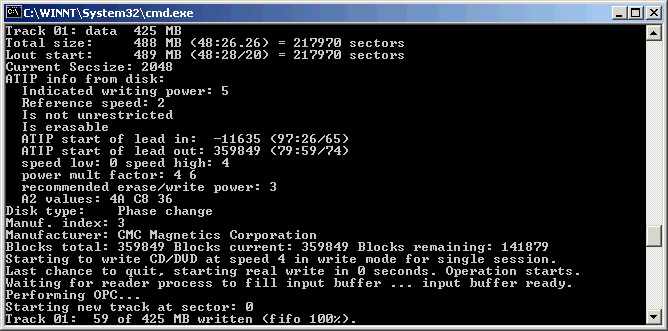 C:\WINNT\System32\cmd.exe
Track 01: data  425 MB
Total size:     488 MB (48:26.26) = 217970 sectors
Lout start:     489 MB (48:28/20) = 217970 sectors
Current Secsize: 2048
ATIP info from disk:
  Indicated writing power: 5
  Reference speed: 2
  Is not unrestricted
  Is erasable
  ATIP start of lead in:  -11635 (97:26/65)
  ATIP start of lead out: 359849 (79:59/74)
  speed low: 0 speed high: 4
  power mult factor: 4 6
  recommended erase/write power: 3
  A2 values: 4A C8 36
Disk type:    Phase change
Manuf. index: 3
Manufacturer: CMC Magnetics Corporation
Blocks total: 359849 Blocks current: 359849 Blocks remaining: 141879
Starting to write CD/DVD at speed 4 in write mode for single session.
Last chance to quit, starting real write in 0 seconds. Operation starts.
Waiting for reader process to fill input buffer ... input buffer ready.
Performing OPC...
Starting new track at sector: 0
Track 01:  59 of 425 MB written (fifo 100%).